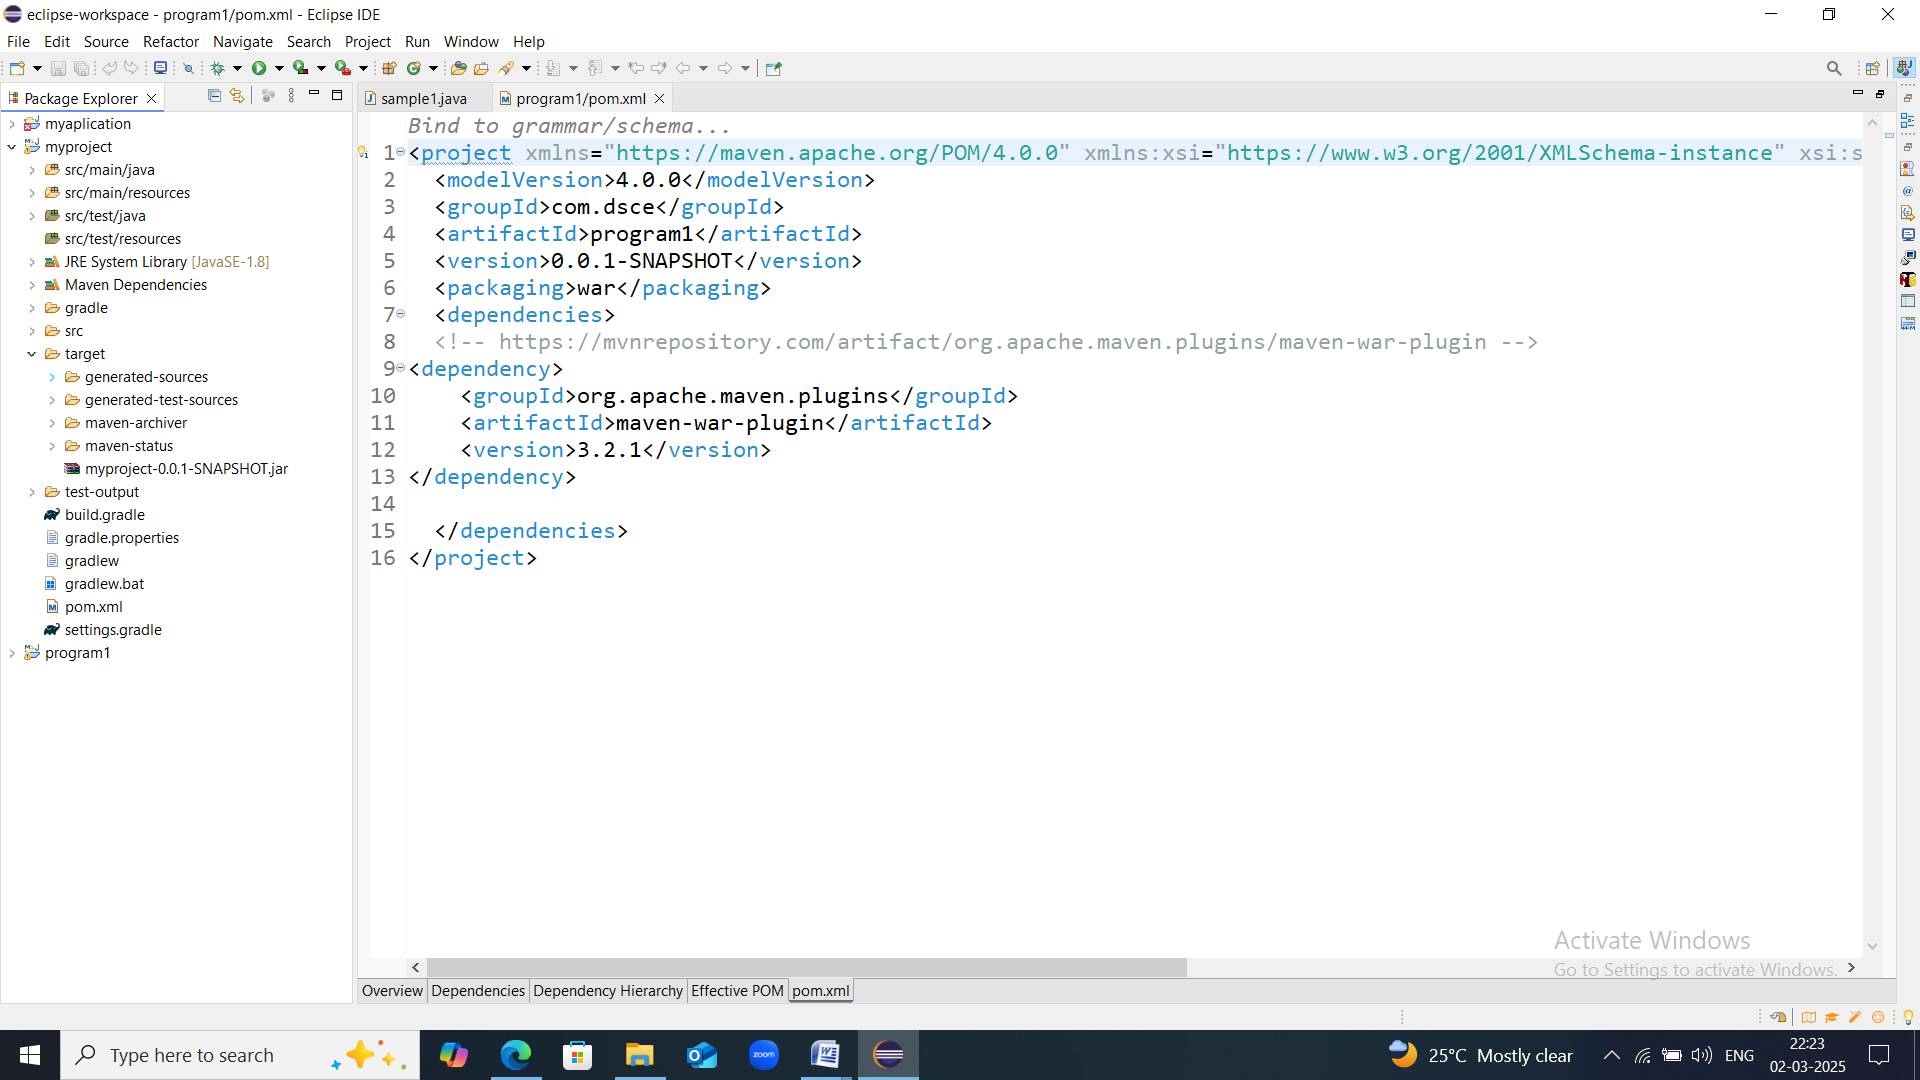 eclipse-workspace - program1/pom.xml - Eclipse IDE
File Edit Source Refactor Navigate Search Project Run Window Help
Package Explorer
sample1.java
program1/pom.xml
myaplication
myproject
src/main/java
src/main/resources
src/test/java
src/test/resources
JRE System Library [JavaSE-1.8]
Maven Dependencies
gradle
src
target
generated-sources
generated-test-sources
maven-archiver
maven-status
myproject-0.0.1-SNAPSHOT.jar
test-output
build.gradle
gradle.properties
gradlew
gradlew.bat
pom.xml
settings.gradle
program1
Bind to grammar/schema...
1 <project xmlns="https://maven.apache.org/POM/4.0.0" xmlns:xsi="https://www.w3.org/2001/XMLSchema-instance" xsi:s
2 <modelVersion>4.0.0</modelVersion>
3 <groupId>com.dsce</groupId>
4 <artifactId>program1</artifactId>
5 <version>0.0.1-SNAPSHOT</version>
6 <packaging>war</packaging>
7 <dependencies>
8 <!-- https://mvnrepository.com/artifact/org.apache.maven.plugins/maven-war-plugin -->
9 <dependency>
10 <groupId>org.apache.maven.plugins</groupId>
11 <artifactId>maven-war-plugin</artifactId>
12 <version>3.2.1</version>
13 </dependency>
14
15 </dependencies>
16 </project>
Activate Windows
Go to Settings to activate Windows.
Overview Dependencies Dependency Hierarchy Effective POM pom.xml
Type here to search
zoom
25°C Mostly clear
ENG
22:23
02-03-2025